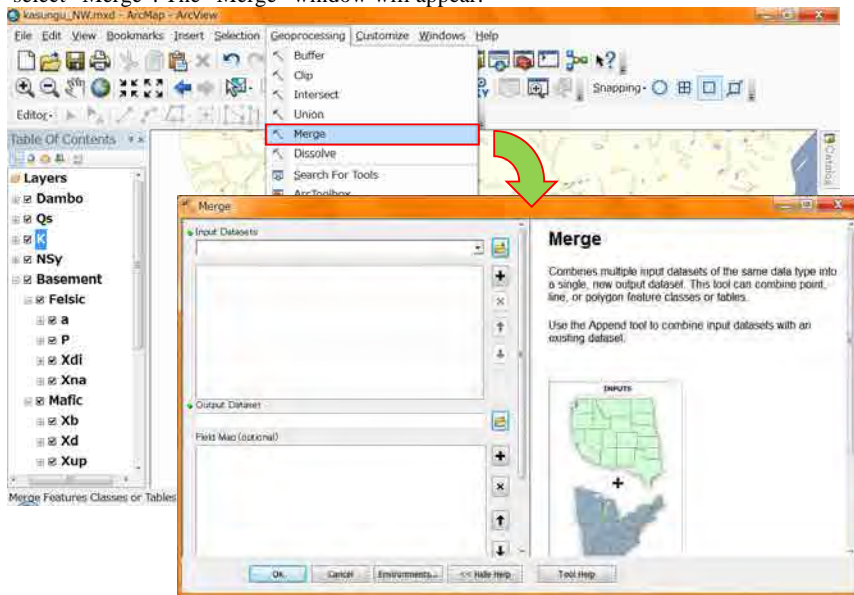 select "Merge". The "Merge" window will appear.
kasungu_NW.mxd - ArcMap - ArcView
File Edit View Bookmarks Insert Selection Geoprocessing Customize Windows Help
Buffer
Clip
Intersect
Union
Merge
Dissolve
Search For Tools
ArcToolbox
Snapping
Editor
Table Of Contents
Catalog
Layers
Dambo
Qs
K
NSy
Basement
Felsic
a
P
Xdi
Xna
Mafic
Xb
Xd
Xup
Merge Features Classes or Tables
Merge
Input Datasets
Output Dataset
Field Map (optional)
OK
Cancel
Environments...
<< Hide Help
Tool Help
Merge
Combines multiple input datasets of the same data type into
a single, new output dataset. This tool can combine point,
line, or polygon feature classes or tables.
Use the Append tool to combine input datasets with an
existing dataset.
INPUTS
+